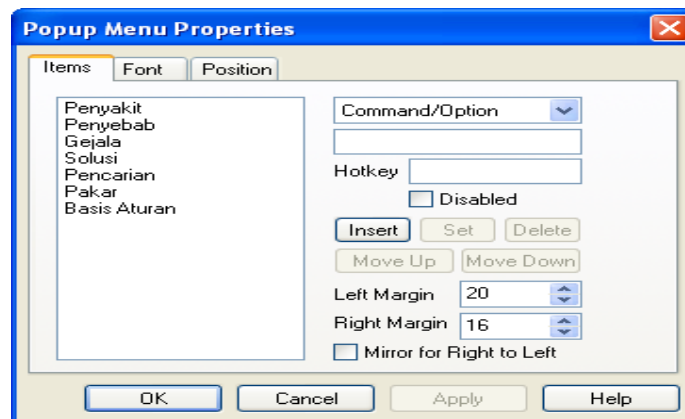 Popup Menu Properties
Items Font Position
Penyakit
Penyebab
Gejala
Solusi
Pencarian
Pakar
Basis Aturan
Command/Option
Hotkey
Disabled
Insert Set Delete
Move Up Move Down
Left Margin 20
Right Margin 16
Mirror for Right to Left
OK Cancel Apply Help